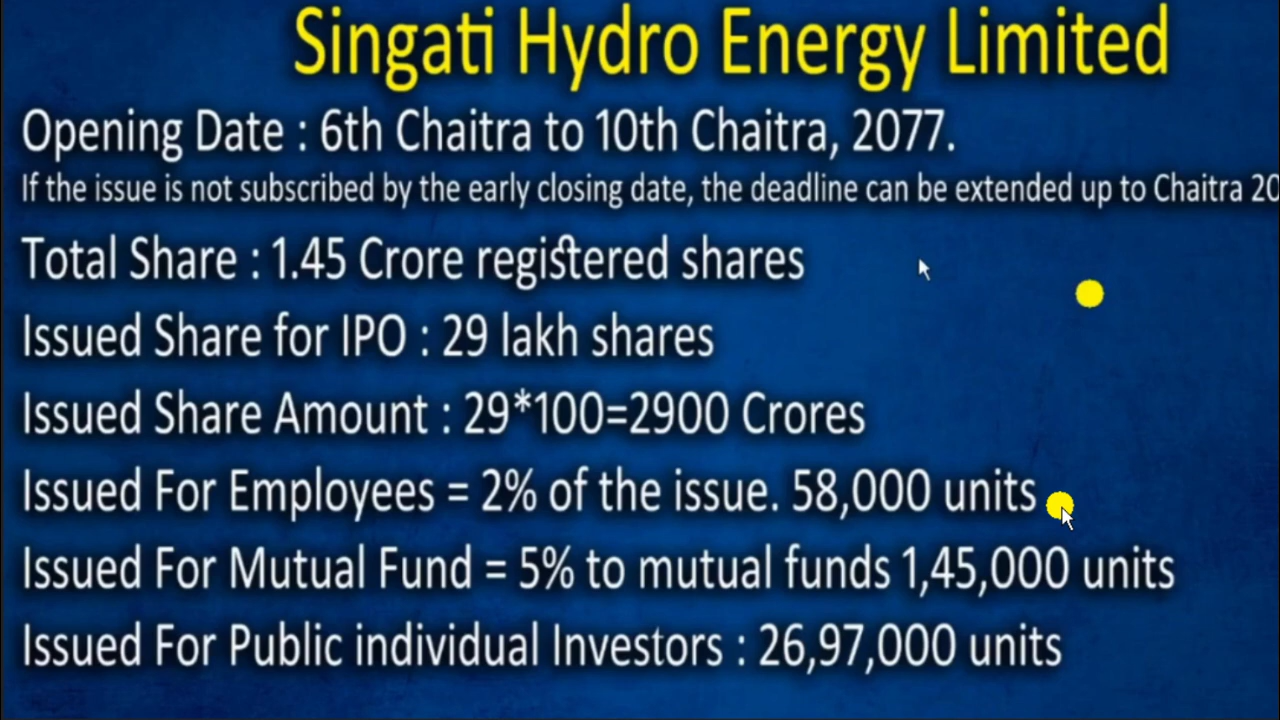 Singati Hydro Energy Limited
Opening Date : 6th Chaitra to 10th Chaitra, 2077.
If the issue is not subscribed by the early closing date, the deadline can be extended up to Chaitra 20
Total Share : 1.45 Crore registered shares
Issued Share for IPO : 29 lakh shares
Issued Share Amount : 29*100=2900 Crores
Issued For Employees = 2% of the issue. 58,000 units
Issued For Mutual Fund = 5% to mutual funds 1,45,000 units
Issued For Public individual Investors : 26,97,000 units